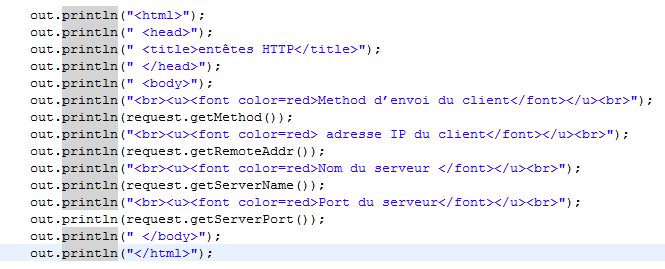 out.println("<html>");
out.println(" <head>");
out.println(" <title>entêtes HTTP</title>");
out.println(" </head>");
out.println(" <body>");
out.println("<br><u><font color=red>Method d’envoi du client</font></u><br>");
out.println(request.getMethod());
out.println("<br><u><font color=red> adresse IP du client</font></u><br>");
out.println(request.getRemoteAddr());
out.println("<br><u><font color=red>Nom du serveur </font></u><br>");
out.println(request.getServerName());
out.println("<br><u><font color=red>Port du serveur</font></u><br>");
out.println(request.getServerPort());
out.println(" </body>");
out.println("</html>");